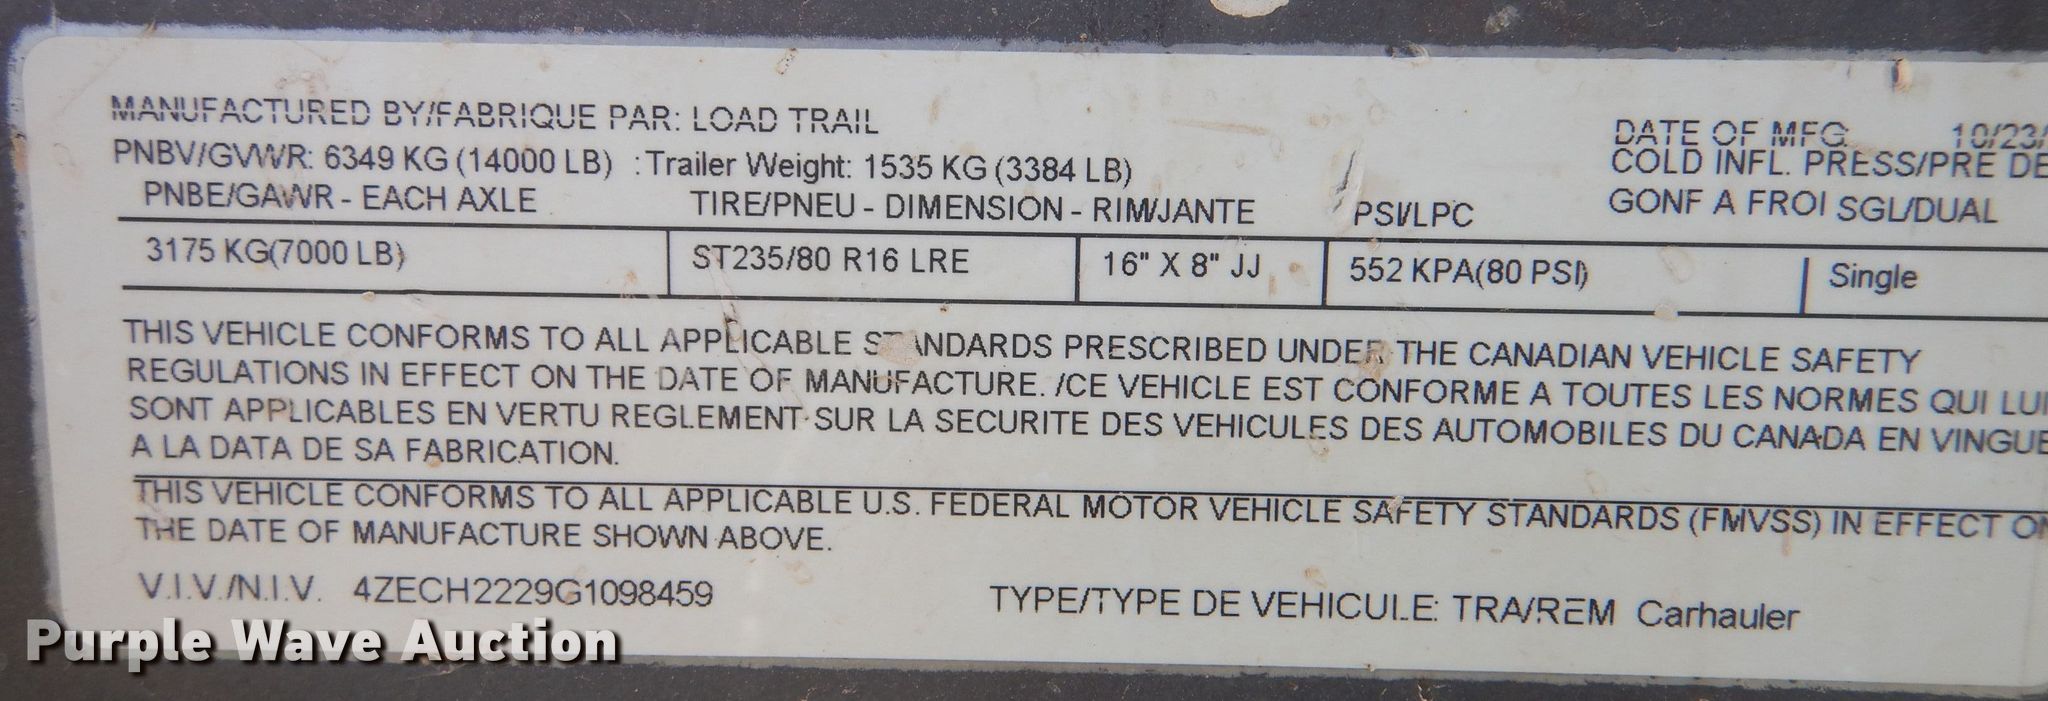 MANUFACTURED BY/FABRIQUE PAR: LOAD TRAIL
DATE OF MFG. 10/23/
PNBV/GVWR: 6349 KG (14000 LB) : Trailer Weight: 1535 KG (3384 LB)
COLD INFL. PRESS/PRE DE
PNBE/GAWR - EACH AXLE TIRE/PNEU - DIMENSION - RIM/JANTE PSI/LPC GONF A FROI SGL/DUAL
3175 KG(7000 LB) ST235/80 R16 LRE 16" X 8" JJ 552 KPA(80 PSI) Single
THIS VEHICLE CONFORMS TO ALL APPLICABLE STANDARDS PRESCRIBED UNDER THE CANADIAN VEHICLE SAFETY
REGULATIONS IN EFFECT ON THE DATE OF MANUFACTURE. /CE VEHICLE EST CONFORME A TOUTES LES NORMES QUI LUI
SONT APPLICABLES EN VERTU REGLEMENT SUR LA SECURITE DES VEHICULES DES AUTOMOBILES DU CANADA EN VINGUE
A LA DATA DE SA FABRICATION.
THIS VEHICLE CONFORMS TO ALL APPLICABLE U.S. FEDERAL MOTOR VEHICLE SAFETY STANDARDS (FMVSS) IN EFFECT ON
THE DATE OF MANUFACTURE SHOWN ABOVE.
V.I.V./N.I.V. 4ZECH2229G1098459 TYPE/TYPE DE VEHICULE: TRA/REM Carhauler
Purple Wave Auction